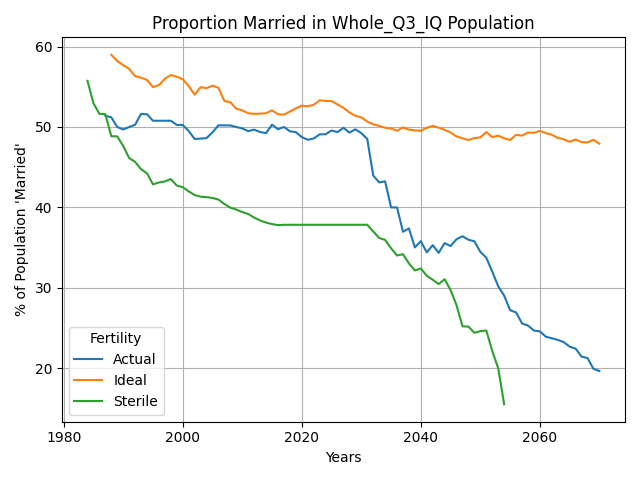 Proportion Married in Whole_Q3_IQ Population
% of Population 'Married'
60
50
40
30
20
Fertility
Actual
Ideal
Sterile
1980
2000
2020
2040
2060
Years